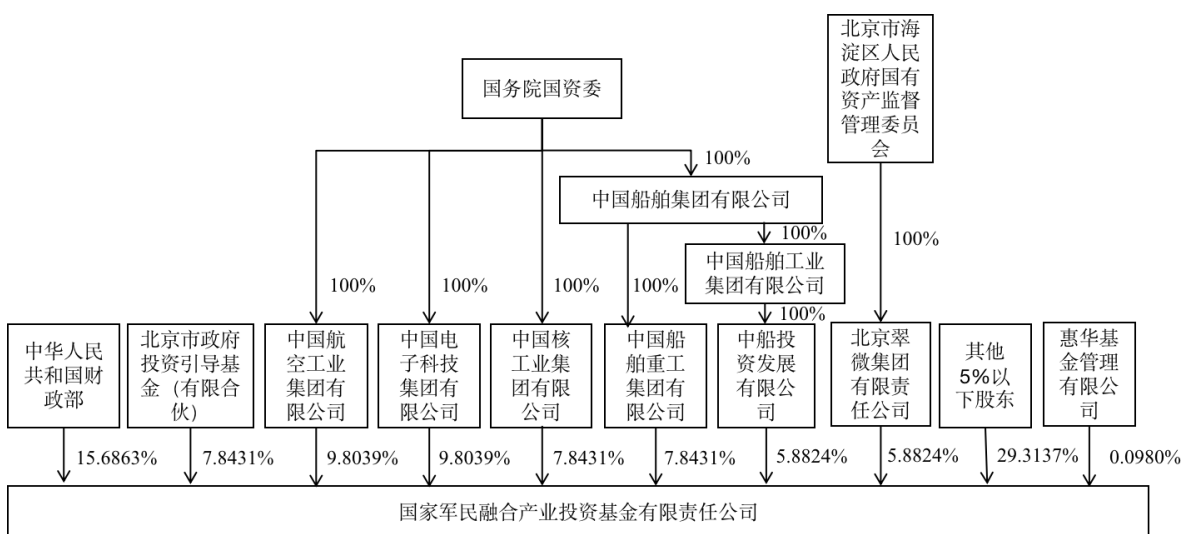 北京市海
淀区人民
政府国有
资产监督
管理委员
会
国务院国资委
100%
中国船舶集团有限公司
100%
100%
中国船舶工业
集团有限公司
100%
100%
100%
100%
100%
中华人民
共和国财
政部
北京市政府
投资引导基
金（有限合
伙）
中国航
空工业
集团有
限公司
中国电
子科技
集团有
限公司
中国核
工业集
团有限
公司
中国船
舶重工
集团有
限公司
中船投
资发展
有限公
司
北京翠
微集团
有限责
任公司
其他
5%以
下股东
惠华基
金管理
有限公
司
15.6863%
7.8431%
9.8039%
9.8039%
7.8431%
7.8431%
5.8824%
5.8824%
29.3137%
0.0980%
国家军民融合产业投资基金有限责任公司